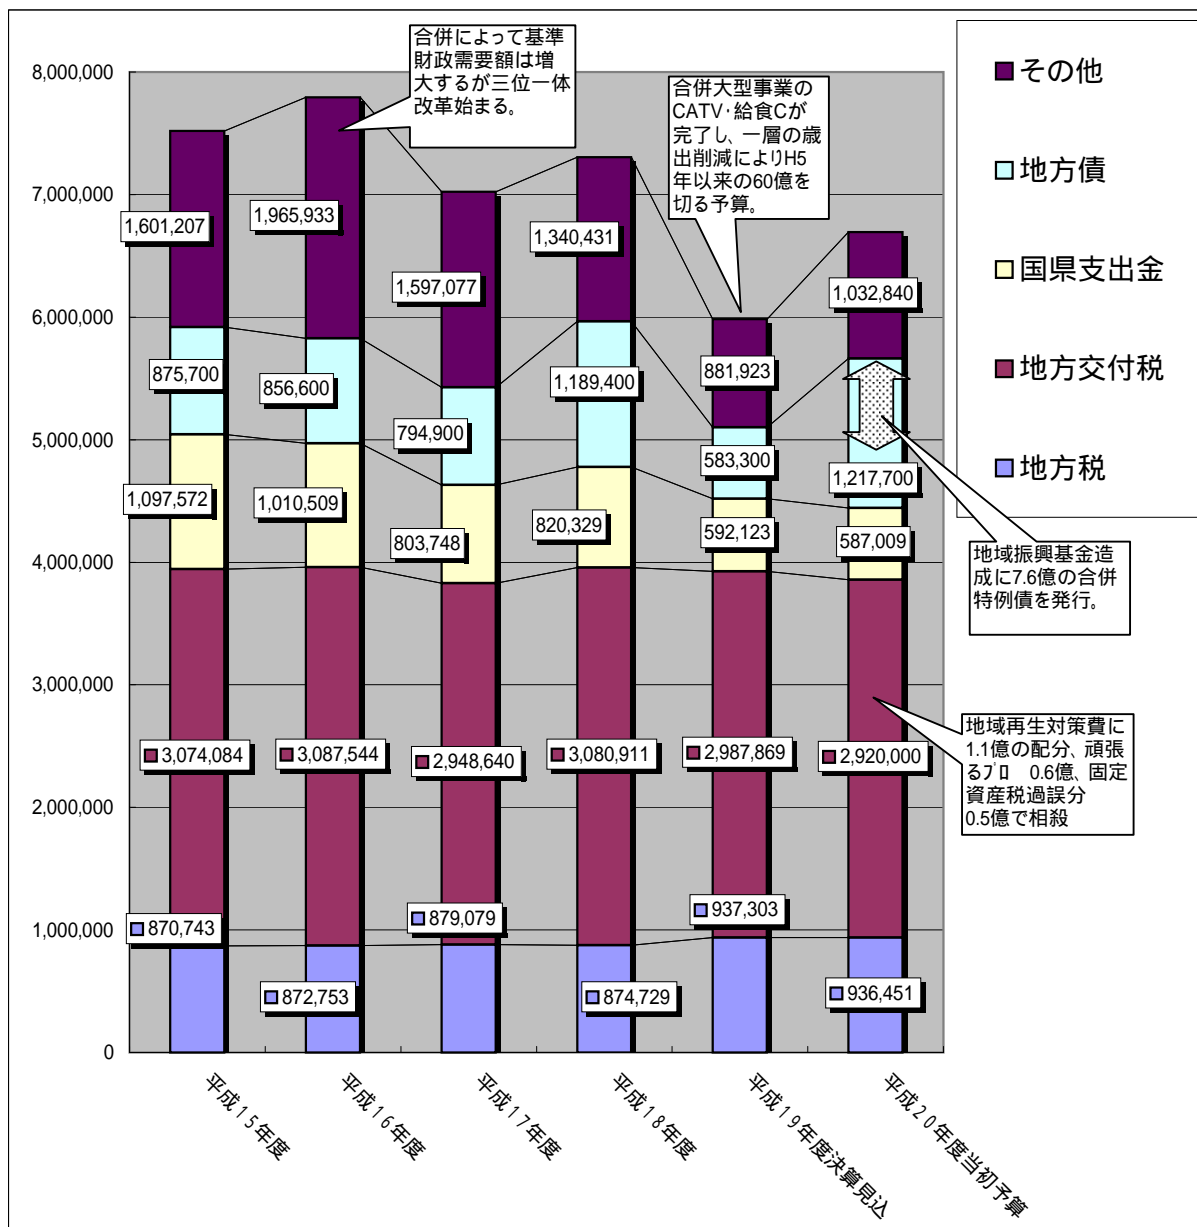 合併によって基準
財政需要額は増
大するが三位一体
改革始まる。
合併大型事業の
CATV・給食Cが
完了し、一層の歳
出削減によりH5
年以来の60億を
切る予算。
その他
地方債
国県支出金
地方交付税
地方税
8,000,000
7,000,000
6,000,000
5,000,000
4,000,000
3,000,000
2,000,000
1,000,000
0
1,601,207
1,965,933
1,597,077
1,340,431
881,923
1,032,840
875,700
856,600
794,900
1,189,400
583,300
1,217,700
1,097,572
1,010,509
803,748
820,329
592,123
587,009
3,074,084
3,087,544
2,948,640
3,080,911
2,987,869
2,920,000
870,743
872,753
879,079
874,729
937,303
936,451
地域振興基金造
成に7.6億の合併
特例債を発行。
地域再生対策費に
1.1億の配分、頑張
るプロ 0.6億、固定
資産税過誤分
0.5億で相殺
平成15年度
平成16年度
平成17年度
平成18年度
平成19年度決算見込
平成20年度当初予算